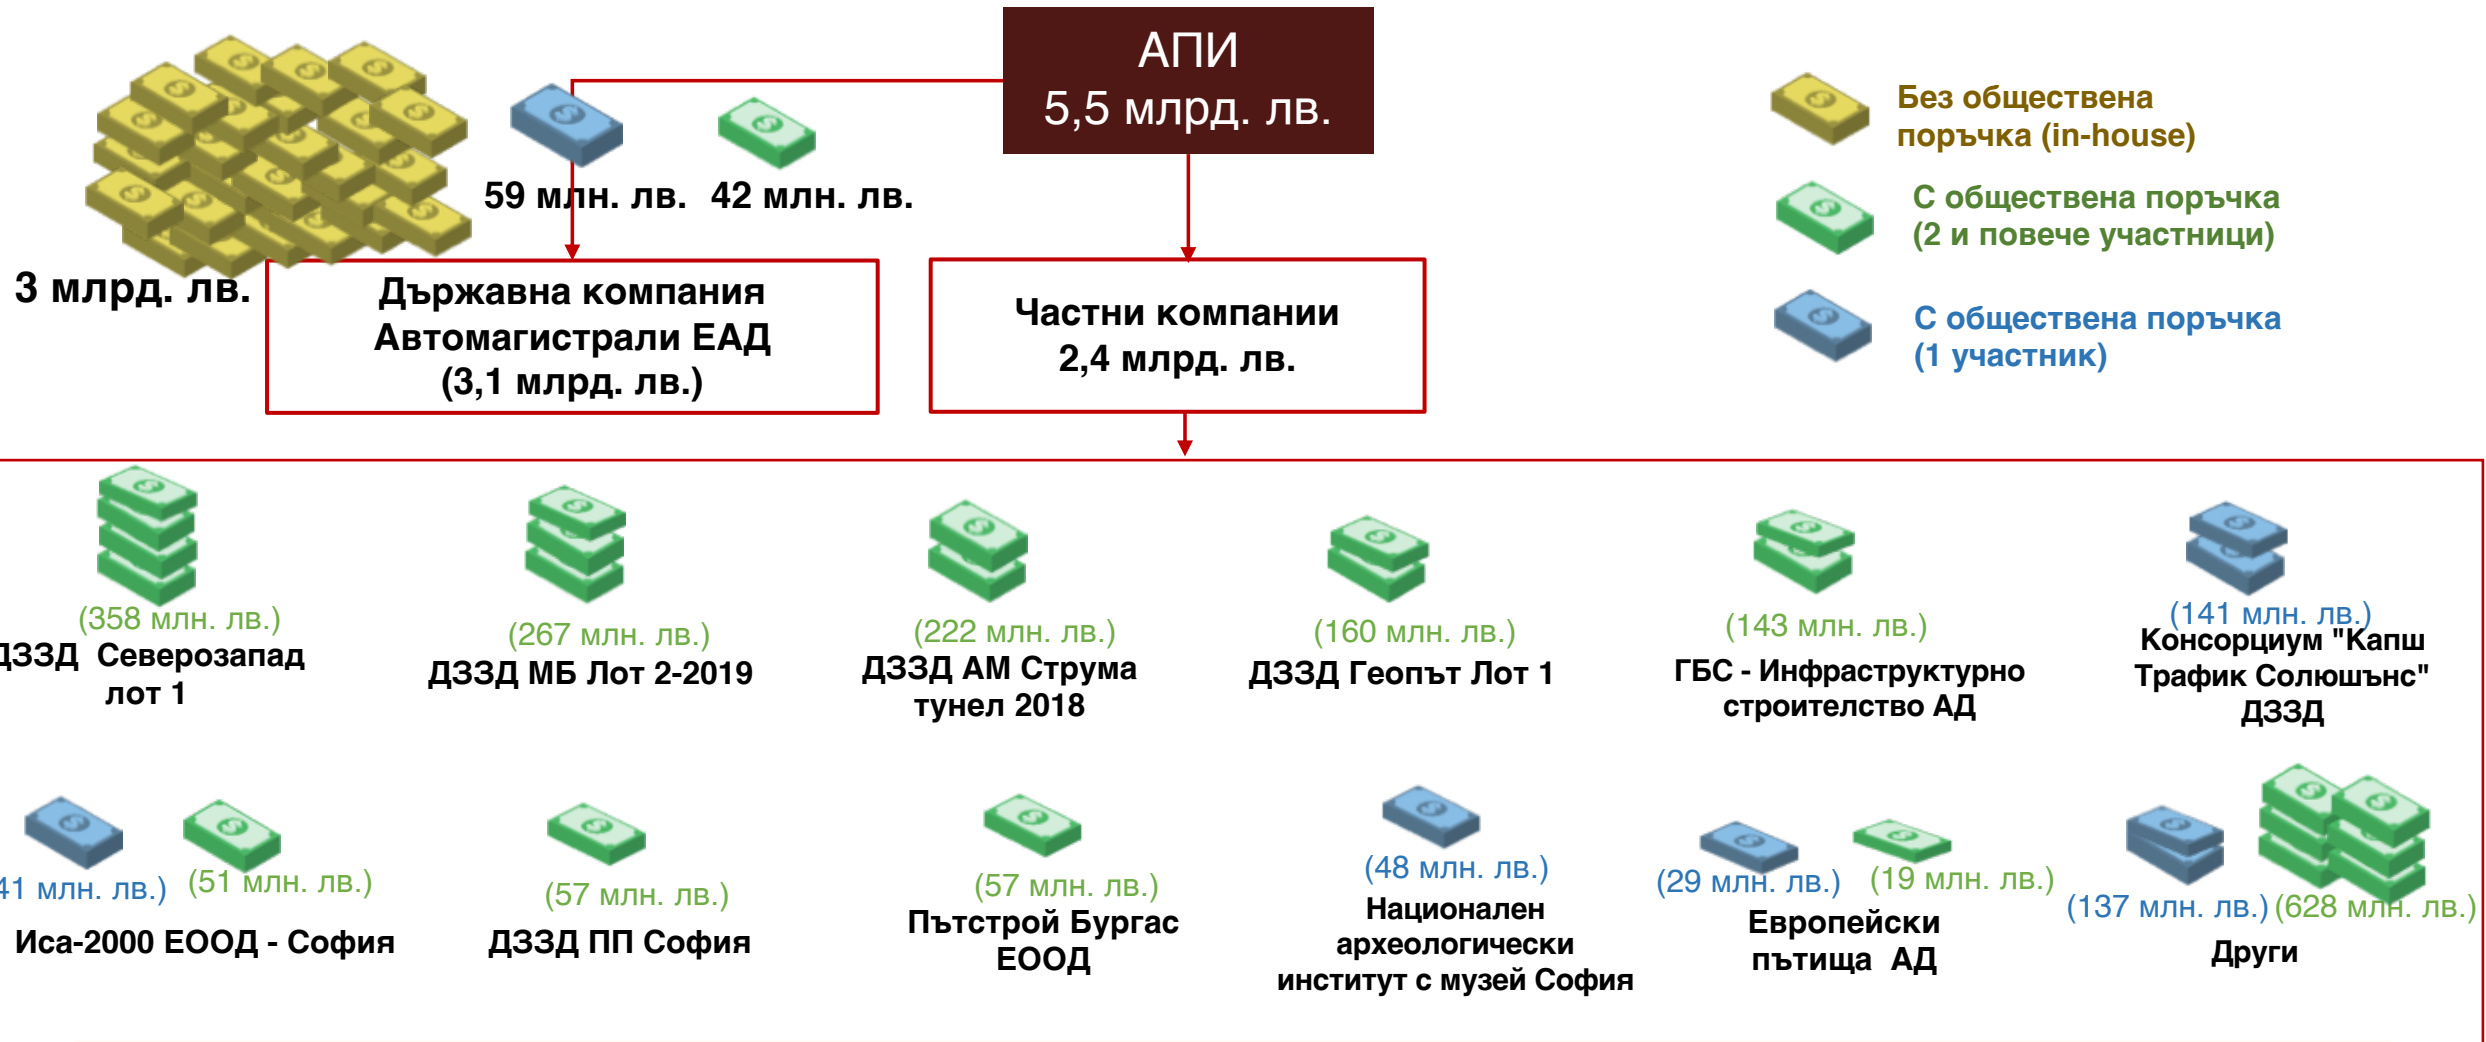 АПИ
5,5 млрд. лв.
Без обществена
поръчка (in-house)
С обществена поръчка
(2 и повече участници)
С обществена поръчка
(1 участник)
59 млн. лв.
42 млн. лв.
3 млрд. лв.
Държавна компания
Автомагистрали ЕАД
(3,1 млрд. лв.)
Частни компании
2,4 млрд. лв.
(358 млн. лв.)
ДЗЗД Северозапад
лот 1
(267 млн. лв.)
ДЗЗД МБ Лот 2-2019
(222 млн. лв.)
ДЗЗД АМ Струма
тунел 2018
(160 млн. лв.)
ДЗЗД Геопът Лот 1
(143 млн. лв.)
ГБС - Инфраструктурно
строителство АД
(141 млн. лв.)
Консорциум "Капш
Трафик Солюшънс"
ДЗЗД
41 млн. лв.)
(51 млн. лв.)
Иса-2000 ЕООД - София
(57 млн. лв.)
ДЗЗД ПП София
(57 млн. лв.)
Пътстрой Бургас
ЕООД
(48 млн. лв.)
Национален
археологически
институт с музей София
(29 млн. лв.)
(19 млн. лв.)
Европейски
пътища АД
(137 млн. лв.)
(628 млн. лв.)
Други